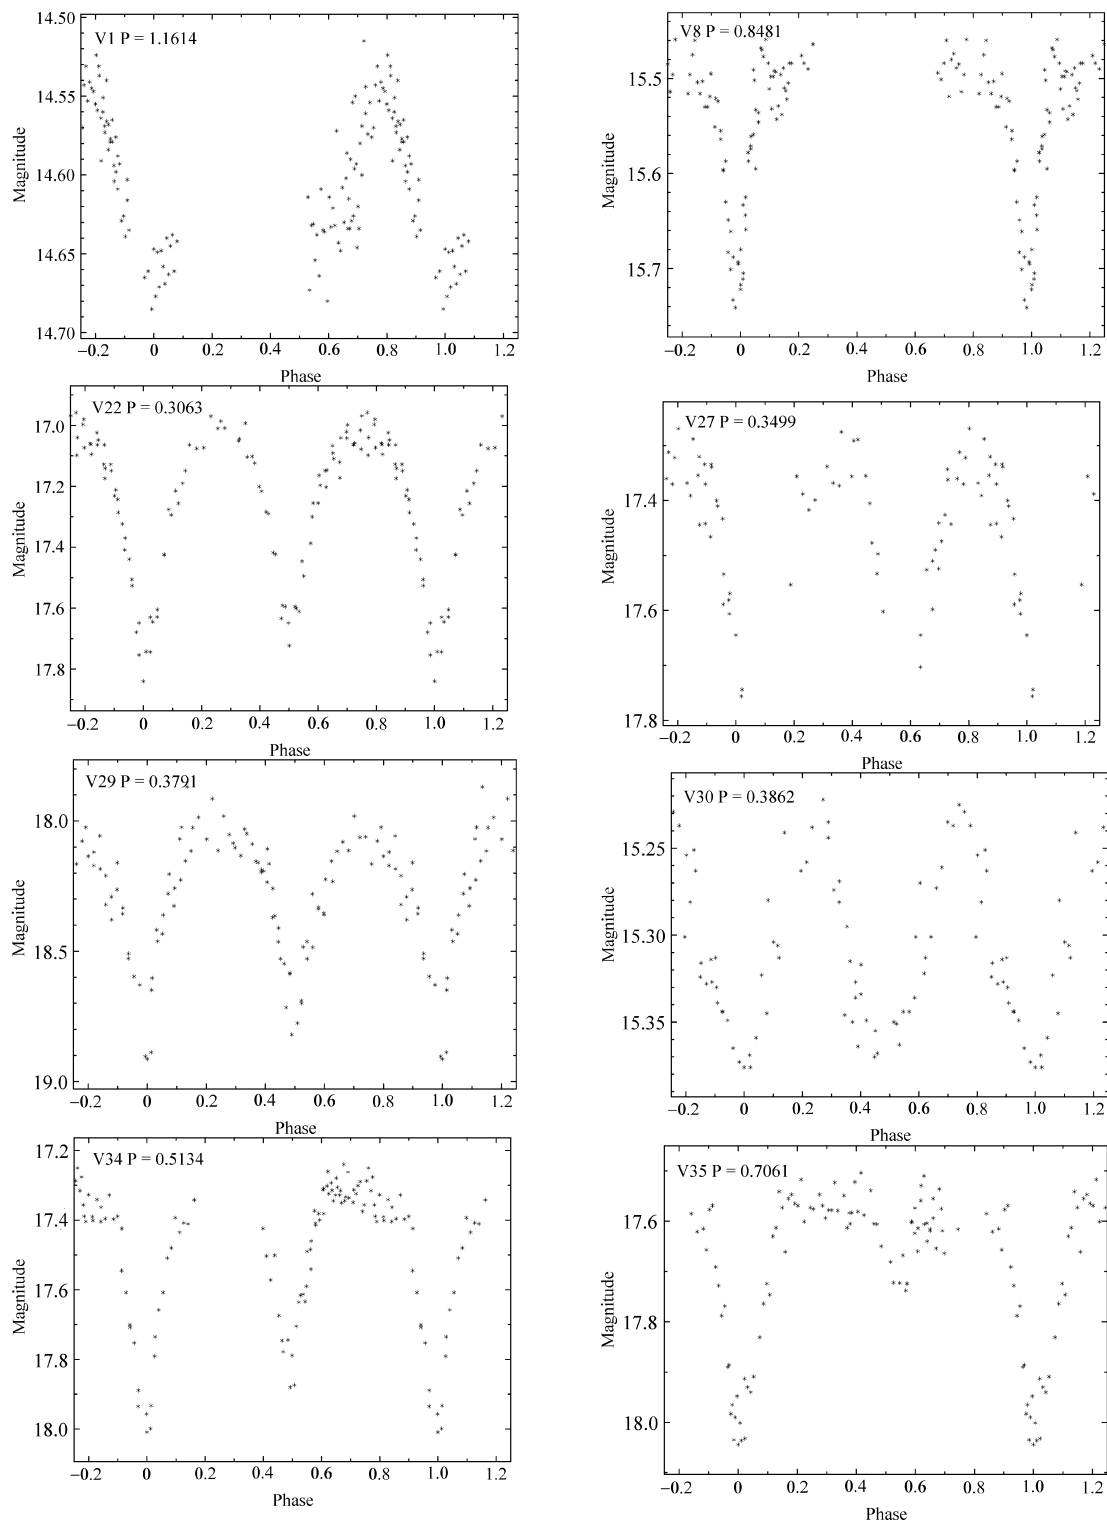 V1 P = 1.1614
14.50
14.55
14.60
14.65
14.70
Magnitude
−0.2 0 0.2 0.4 0.6 0.8 1.0 1.2
Phase
V8 P = 0.8481
15.5
15.6
15.7
Magnitude
−0.2 0 0.2 0.4 0.6 0.8 1.0 1.2
Phase
V22 P = 0.3063
17.0
17.2
17.4
17.6
17.8
Magnitude
−0.2 0 0.2 0.4 0.6 0.8 1.0 1.2
Phase
V27 P = 0.3499
17.4
17.6
17.8
Magnitude
−0.2 0 0.2 0.4 0.6 0.8 1.0 1.2
Phase
V29 P = 0.3791
18.0
18.5
19.0
Magnitude
−0.2 0 0.2 0.4 0.6 0.8 1.0 1.2
Phase
V30 P = 0.3862
15.25
15.30
15.35
Magnitude
−0.2 0 0.2 0.4 0.6 0.8 1.0 1.2
Phase
V34 P = 0.5134
17.2
17.4
17.6
17.8
18.0
Magnitude
−0.2 0 0.2 0.4 0.6 0.8 1.0 1.2
Phase
V35 P = 0.7061
17.6
17.8
18.0
Magnitude
−0.2 0 0.2 0.4 0.6 0.8 1.0 1.2
Phase